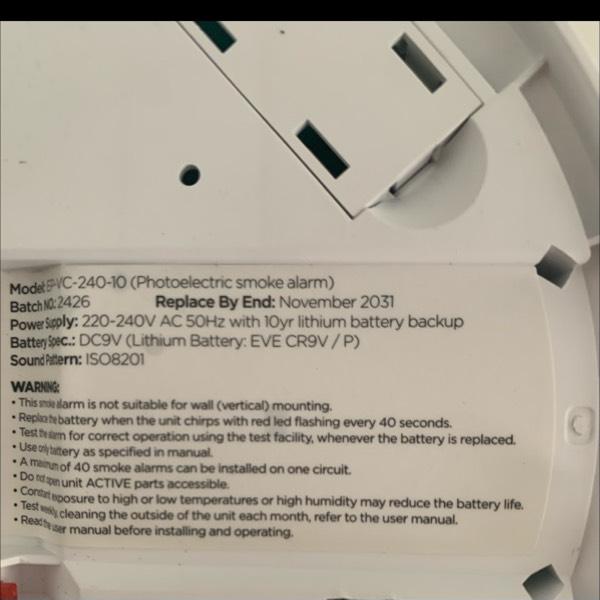 Model: EP-VC-240-10 (Photoelectric smoke alarm)
Batch NO: 2426 Replace By End: November 2031
Power Supply: 220-240V AC 50Hz with 10yr lithium battery backup
Battery Spec.: DC9V (Lithium Battery: EVE CR9V / P)
Sound Pattern: ISO8201
WARNING:
• This smoke alarm is not suitable for wall (vertical) mounting.
• Replace the battery when the unit chirps with red led flashing every 40 seconds.
• Test the alarm for correct operation using the test facility, whenever the battery is replaced.
• Use only battery as specified in manual.
• A maximum of 40 smoke alarms can be installed on one circuit.
• Do not open unit ACTIVE parts accessible.
• Constant exposure to high or low temperatures or high humidity may reduce the battery life.
• Test weekly, cleaning the outside of the unit each month, refer to the user manual.
• Read the user manual before installing and operating.